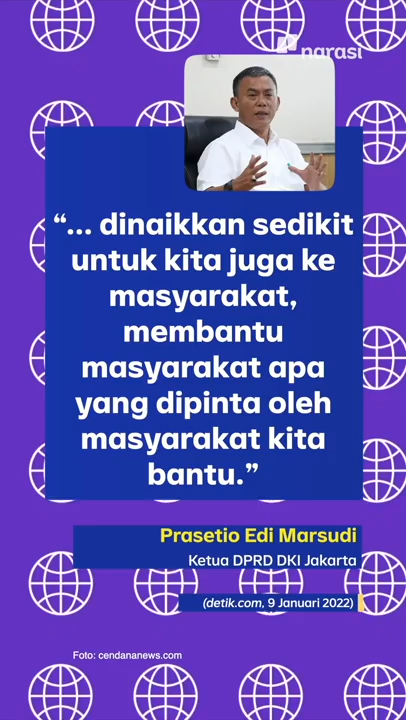 narasi
“... dinaikkan sedikit
untuk kita juga ke
masyarakat,
membantu
masyarakat apa
yang dipinta oleh
masyarakat kita
bantu.”
Prasetio Edi Marsudi
Ketua DPRD DKI Jakarta
(detik.com, 9 Januari 2022)
Foto: cendananews.com